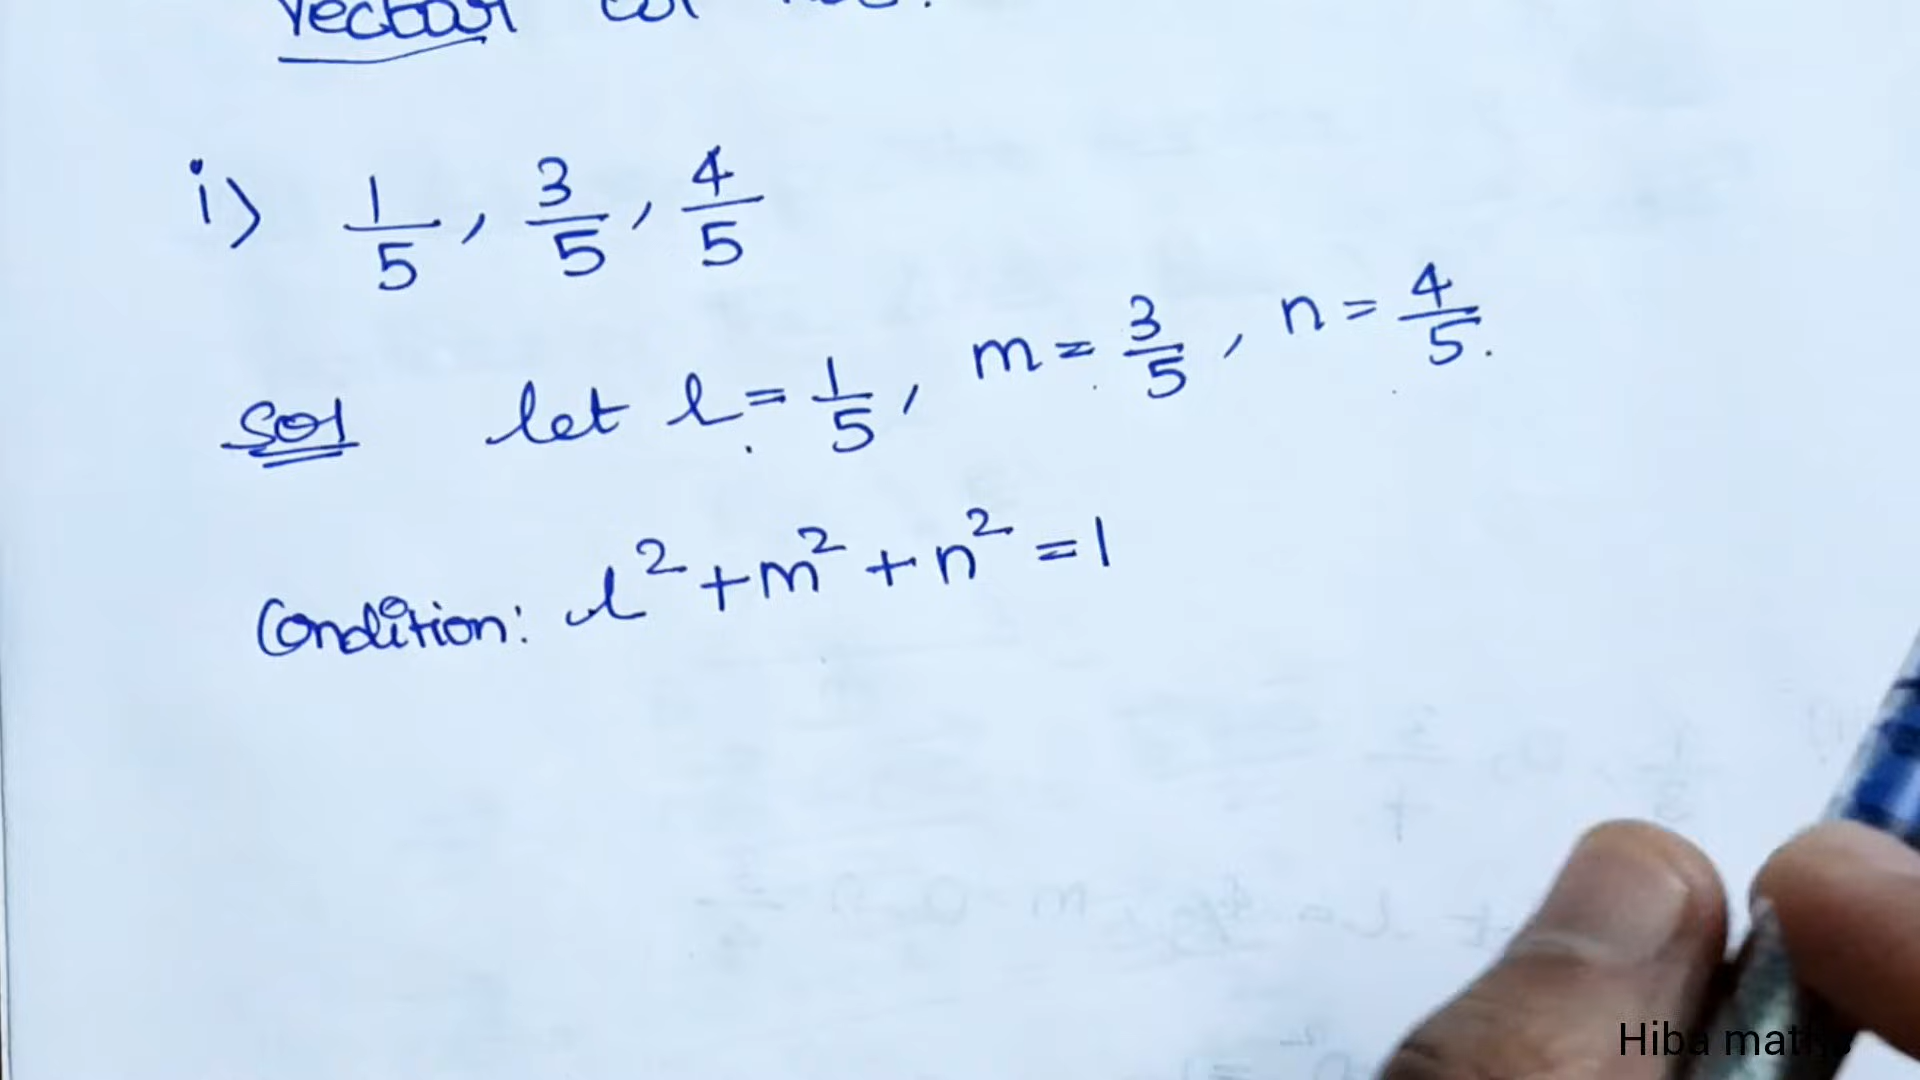 vector
i) 1/5, 3/5, 4/5
Sol let l = 1/5, m = 3/5, n = 4/5.
Condition: l² + m² + n² = 1
Hiba maths